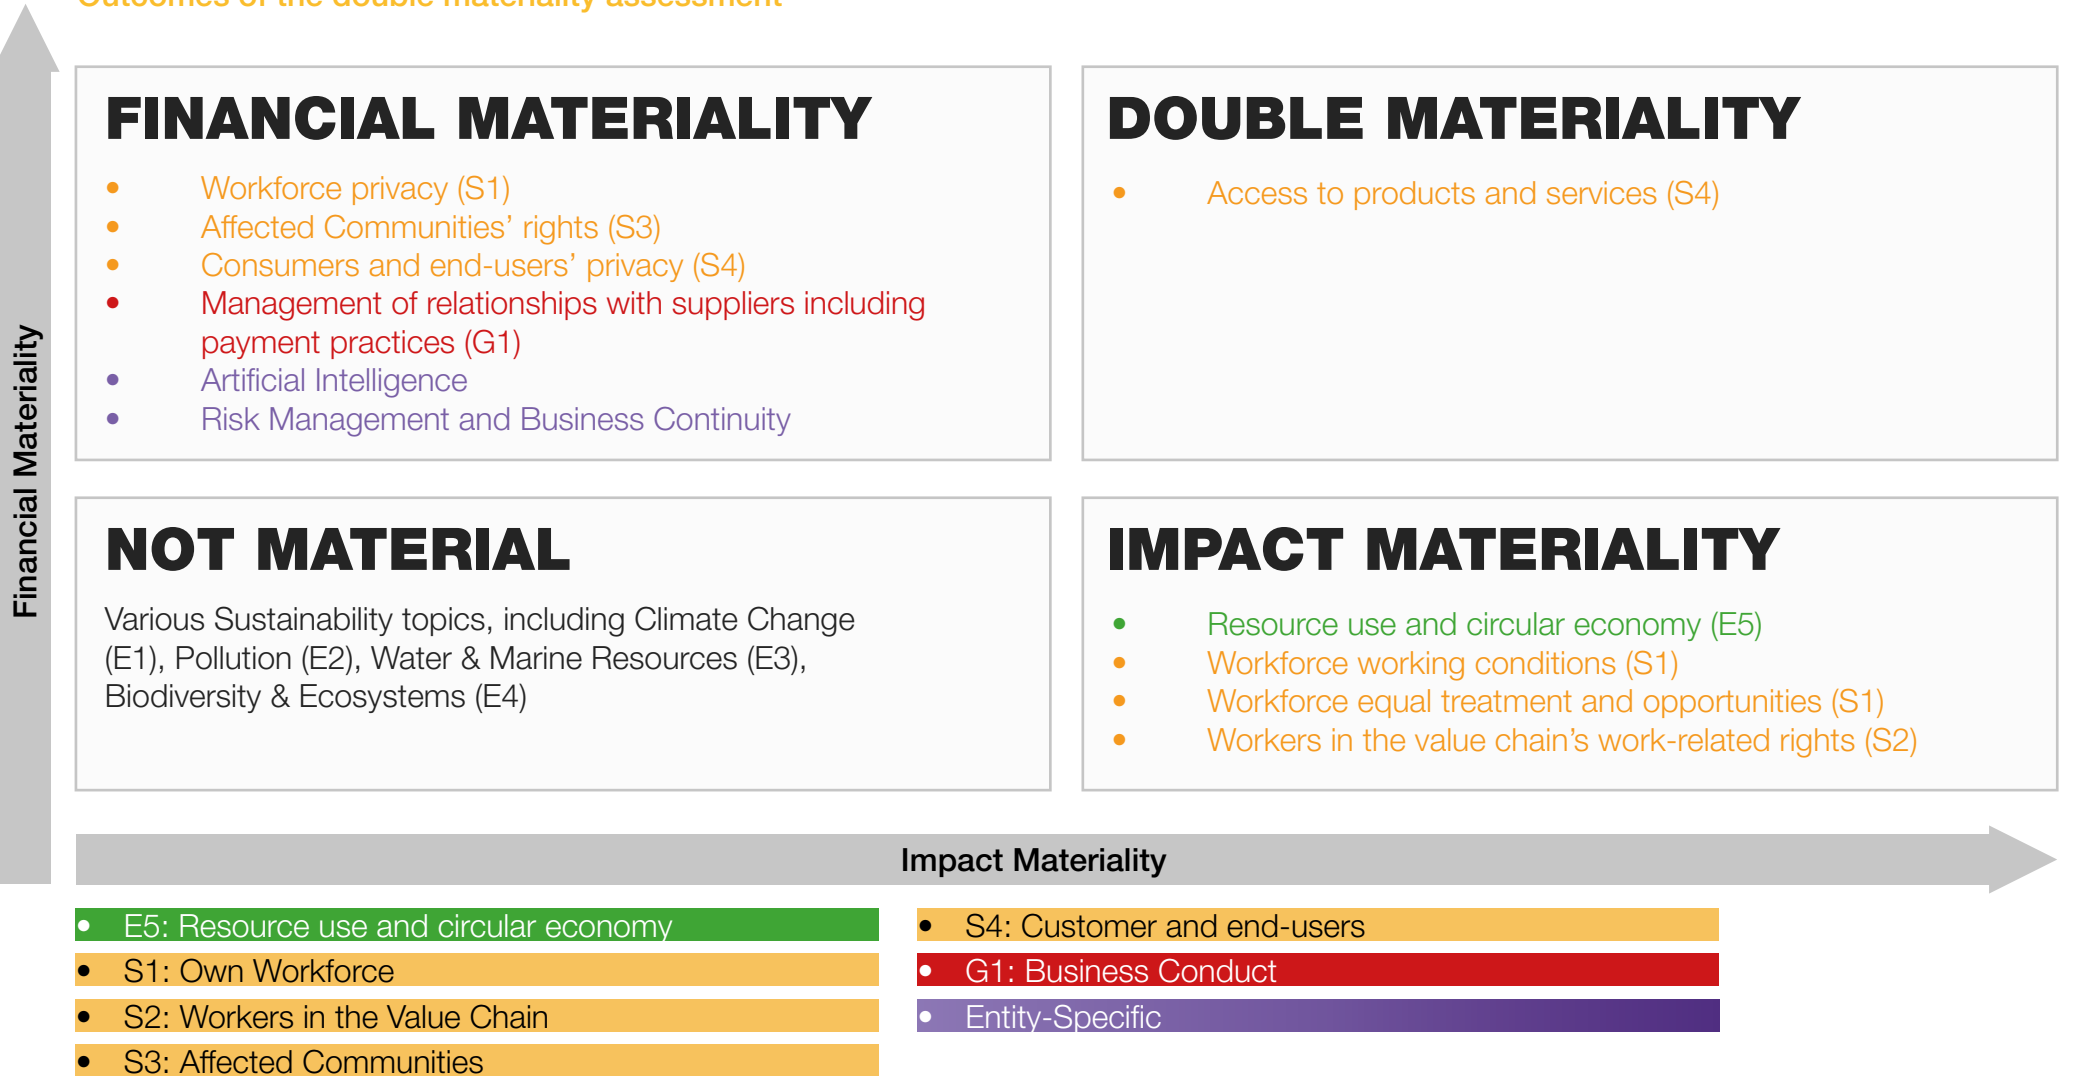 Outcomes of the double materiality assessment
FINANCIAL MATERIALITY
• Workforce privacy (S1)
• Affected Communities’ rights (S3)
• Consumers and end-users’ privacy (S4)
• Management of relationships with suppliers including
payment practices (G1)
• Artificial Intelligence
• Risk Management and Business Continuity
DOUBLE MATERIALITY
• Access to products and services (S4)
Financial Materiality
NOT MATERIAL
Various Sustainability topics, including Climate Change
(E1), Pollution (E2), Water & Marine Resources (E3),
Biodiversity & Ecosystems (E4)
IMPACT MATERIALITY
• Resource use and circular economy (E5)
• Workforce working conditions (S1)
• Workforce equal treatment and opportunities (S1)
• Workers in the value chain’s work-related rights (S2)
Impact Materiality
• E5: Resource use and circular economy
• S1: Own Workforce
• S2: Workers in the Value Chain
• S3: Affected Communities
• S4: Customer and end-users
• G1: Business Conduct
• Entity-Specific